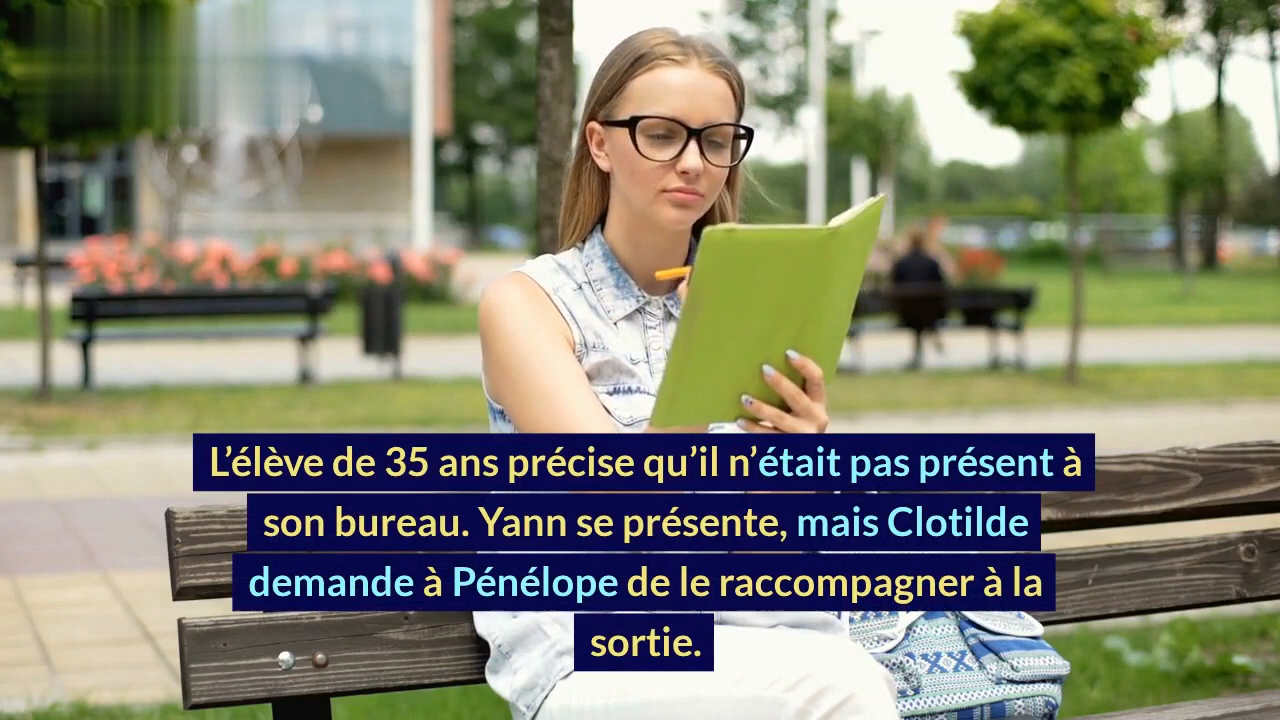 L’élève de 35 ans précise qu’il n’était pas présent à
son bureau. Yann se présente, mais Clotilde
demande à Pénélope de le raccompagner à la
sortie.